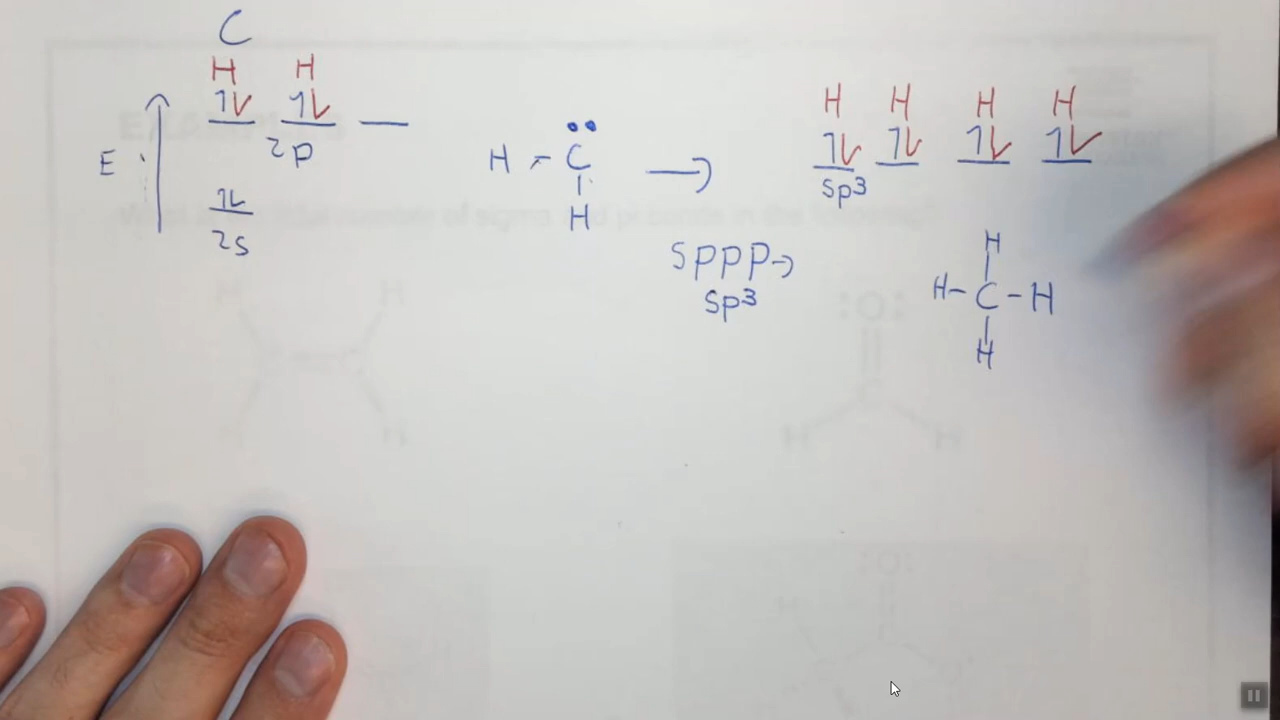 C
H H
E
2p
2s
H - C̈ →
H
H H H H
sp³
sppp→
sp³
H
H-C-H
H